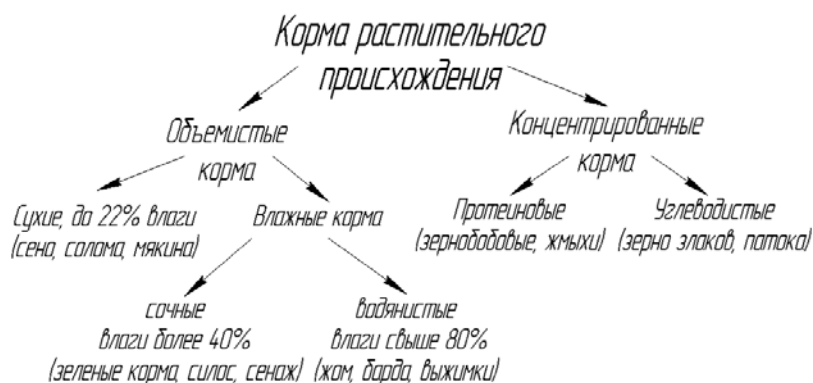 Корма растительного
происхождения
Объемистые
корма
Концентрированные
корма
Сухие, до 22% влаги
(сено, солома, мякина)
Влажные корма
Протеиновые
(зернобобовые, жмыхи)
Углеводистые
(зерно злаков, патока)
сочные
влаги более 40%
(зеленые корма, силос, сенаж)
водянистые
влаги свыше 80%
(жом, барда, выжимки)